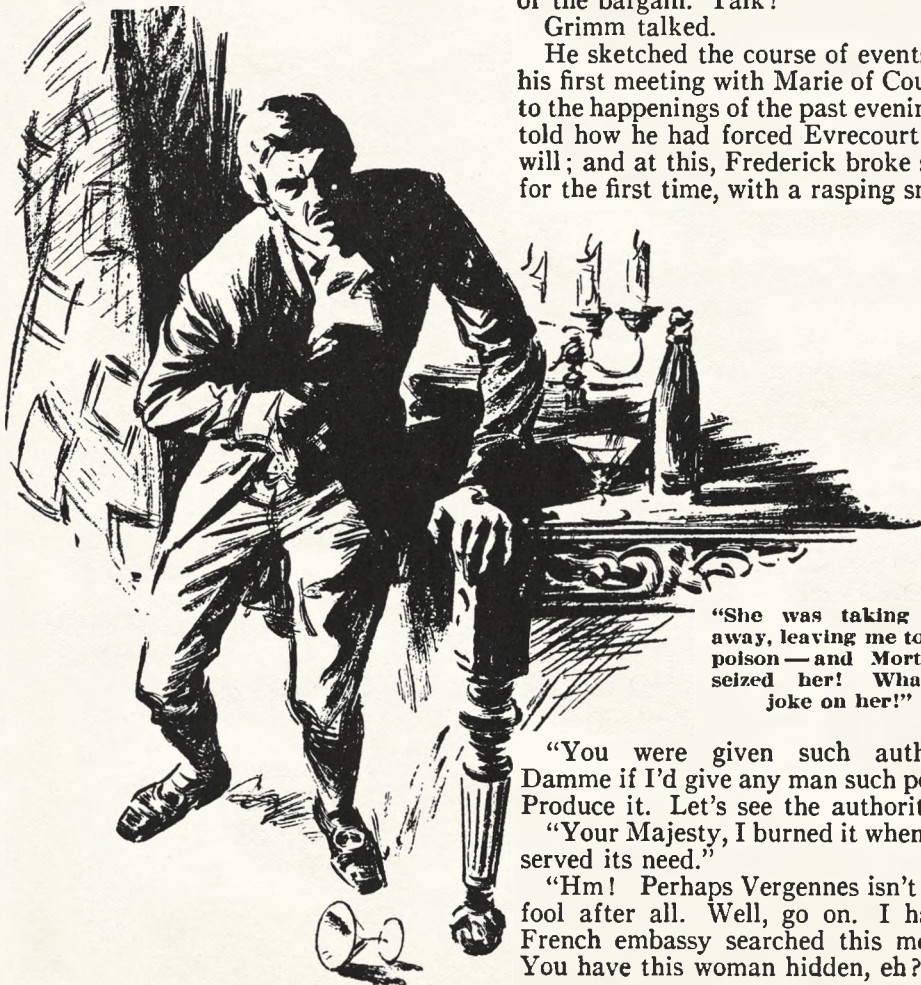 of the bargain. Talk?
Grimm talked.
He sketched the course of event
his first meeting with Marie of Cou
to the happenings of the past evenin
told how he had forced Evrecourt
will; and at this, Frederick broke
for the first time, with a rasping sn
“She was taking
away, leaving me to
poison—and Mort
seized her! Wha
joke on her!”
“You were given such auth
Damme if I’d give any man such po
Produce it. Let’s see the authorit
“Your Majesty, I burned it when
served its need.”
“Hm! Perhaps Vergennes isn’t
fool after all. Well, go on. I ha
French embassy searched this mo
You have this woman hidden, eh?